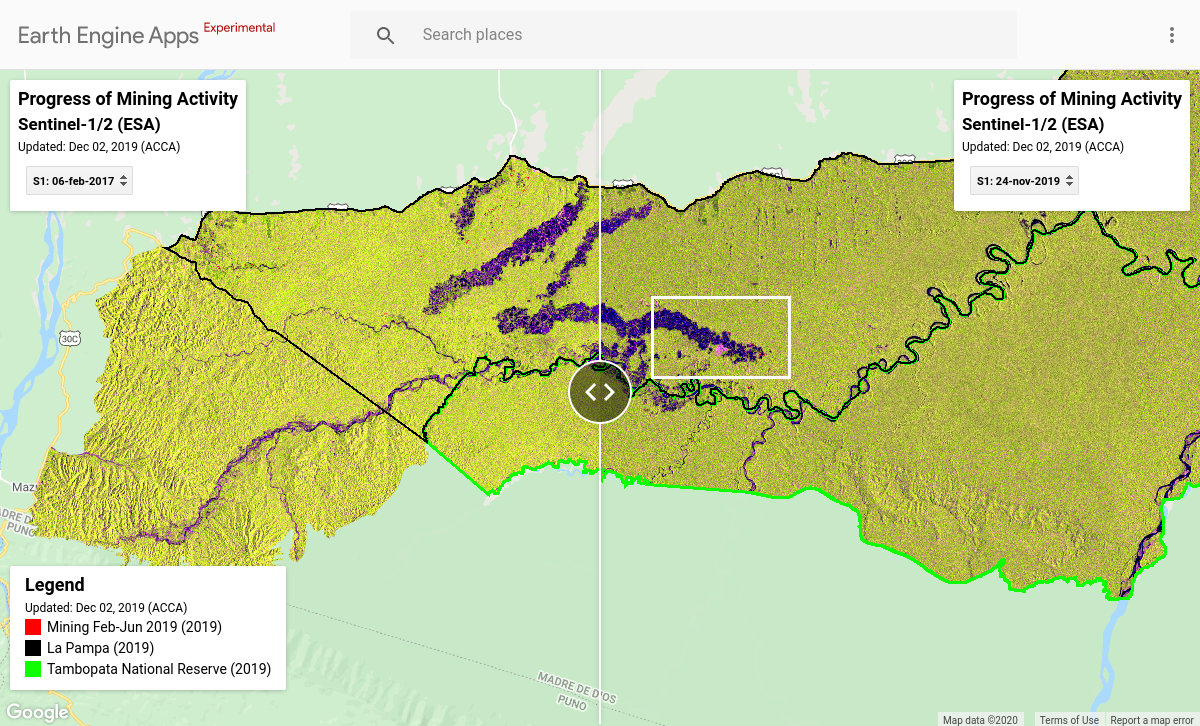 Earth Engine Apps Experimental
Search places
Progress of Mining Activity
Sentinel-1/2 (ESA)
Updated: Dec 02, 2019 (ACCA)
S1: 06-feb-2017
Progress of Mining Activity
Sentinel-1/2 (ESA)
Updated: Dec 02, 2019 (ACCA)
S1: 24-nov-2019
30C
Maz
MADRE D
PUNO
Legend
Updated: Dec 02, 2019 (ACCA)
Mining Feb-Jun 2019 (2019)
La Pampa (2019)
Tambopata National Reserve (2019)
MADRE DE DIOS
PUNO
Google
Map data ©2020
Terms of Use
Report a map error